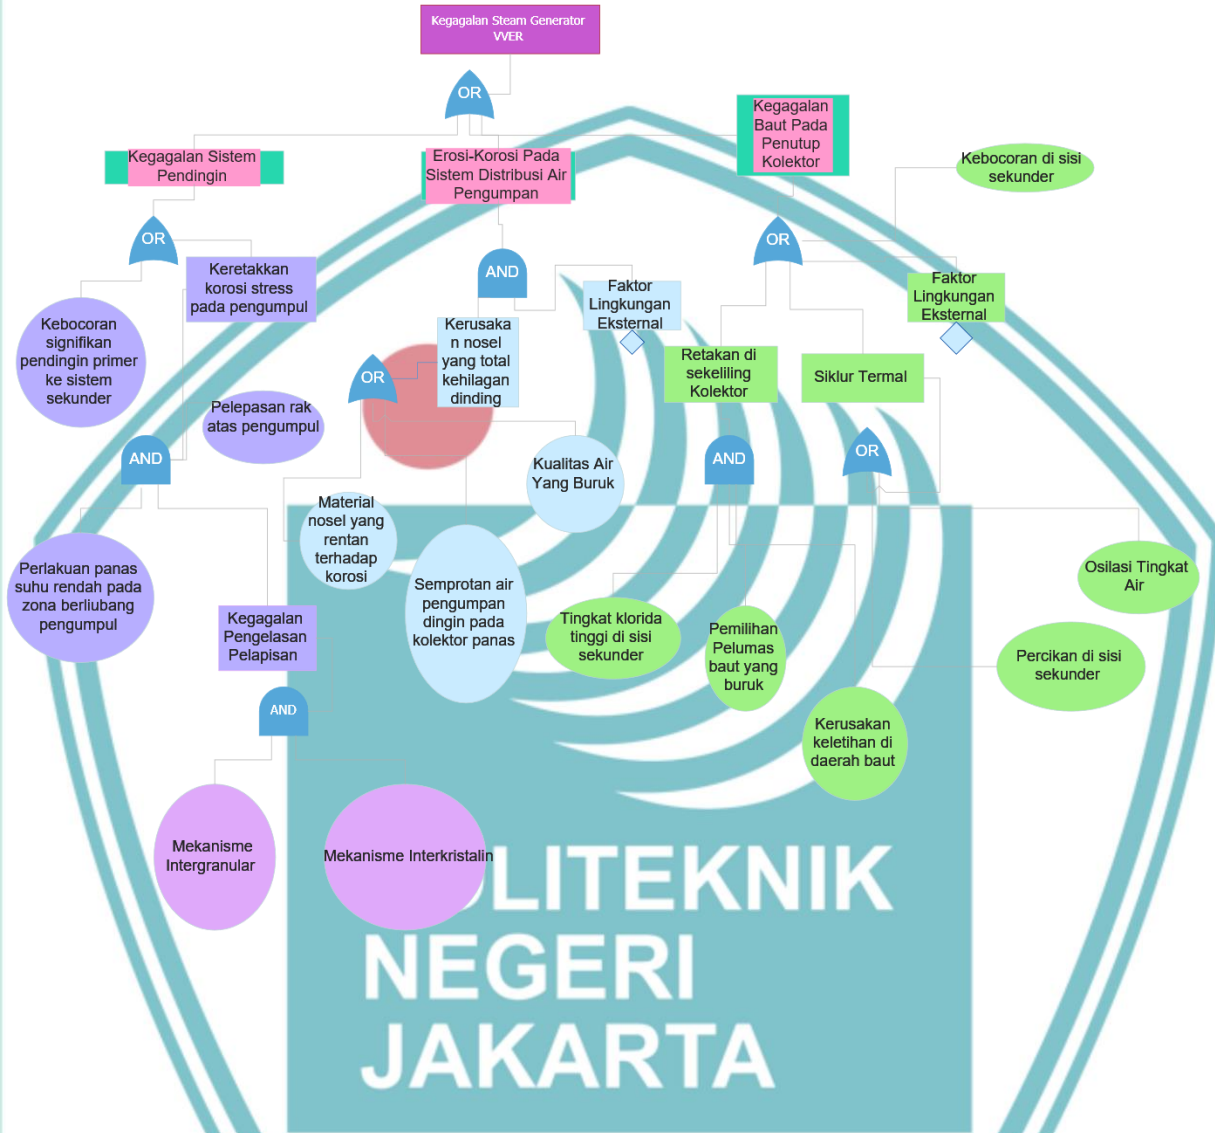 Kegagalan Steam Generator
VVER
OR
Kegagalan Sistem
Pendingin
Erosi-Korosi Pada
Sistem Distribusi Air
Pengumpan
Kegagalan
Baut Pada
Penutup
Kolektor
Kebocoran di sisi
sekunder
OR
Keretakkan
korosi stress
pada pengumpul
AND
Faktor
Lingkungan
Eksternal
OR
Faktor
Lingkungan
Eksternal
Kebocoran
signifikan
pendingin primer
ke sistem
sekunder
Kerusaka
n nosel
yang total
kehilagan
dinding
OR
Retakan di
sekeliling
Kolektor
Siklur Termal
Pelepasan rak
atas pengumpul
AND
Kualitas Air
Yang Buruk
AND
OR
Material
nosel yang
rentan
terhadap
korosi
Perlakuan panas
suhu rendah pada
zona berliubang
pengumpul
Semprotan air
pengumpan
dingin pada
kolektor panas
Osilasi Tingkat
Air
Kegagalan
Pengelasan
Pelapisan
Tingkat klorida
tinggi di sisi
sekunder
Pemilihan
Pelumas
baut yang
buruk
Percikan di sisi
sekunder
AND
Kerusakan
keletihan di
daerah baut
Mekanisme
Intergranular
Mekanisme Interkristalin
LITEKNIK
NEGERI
JAKARTA